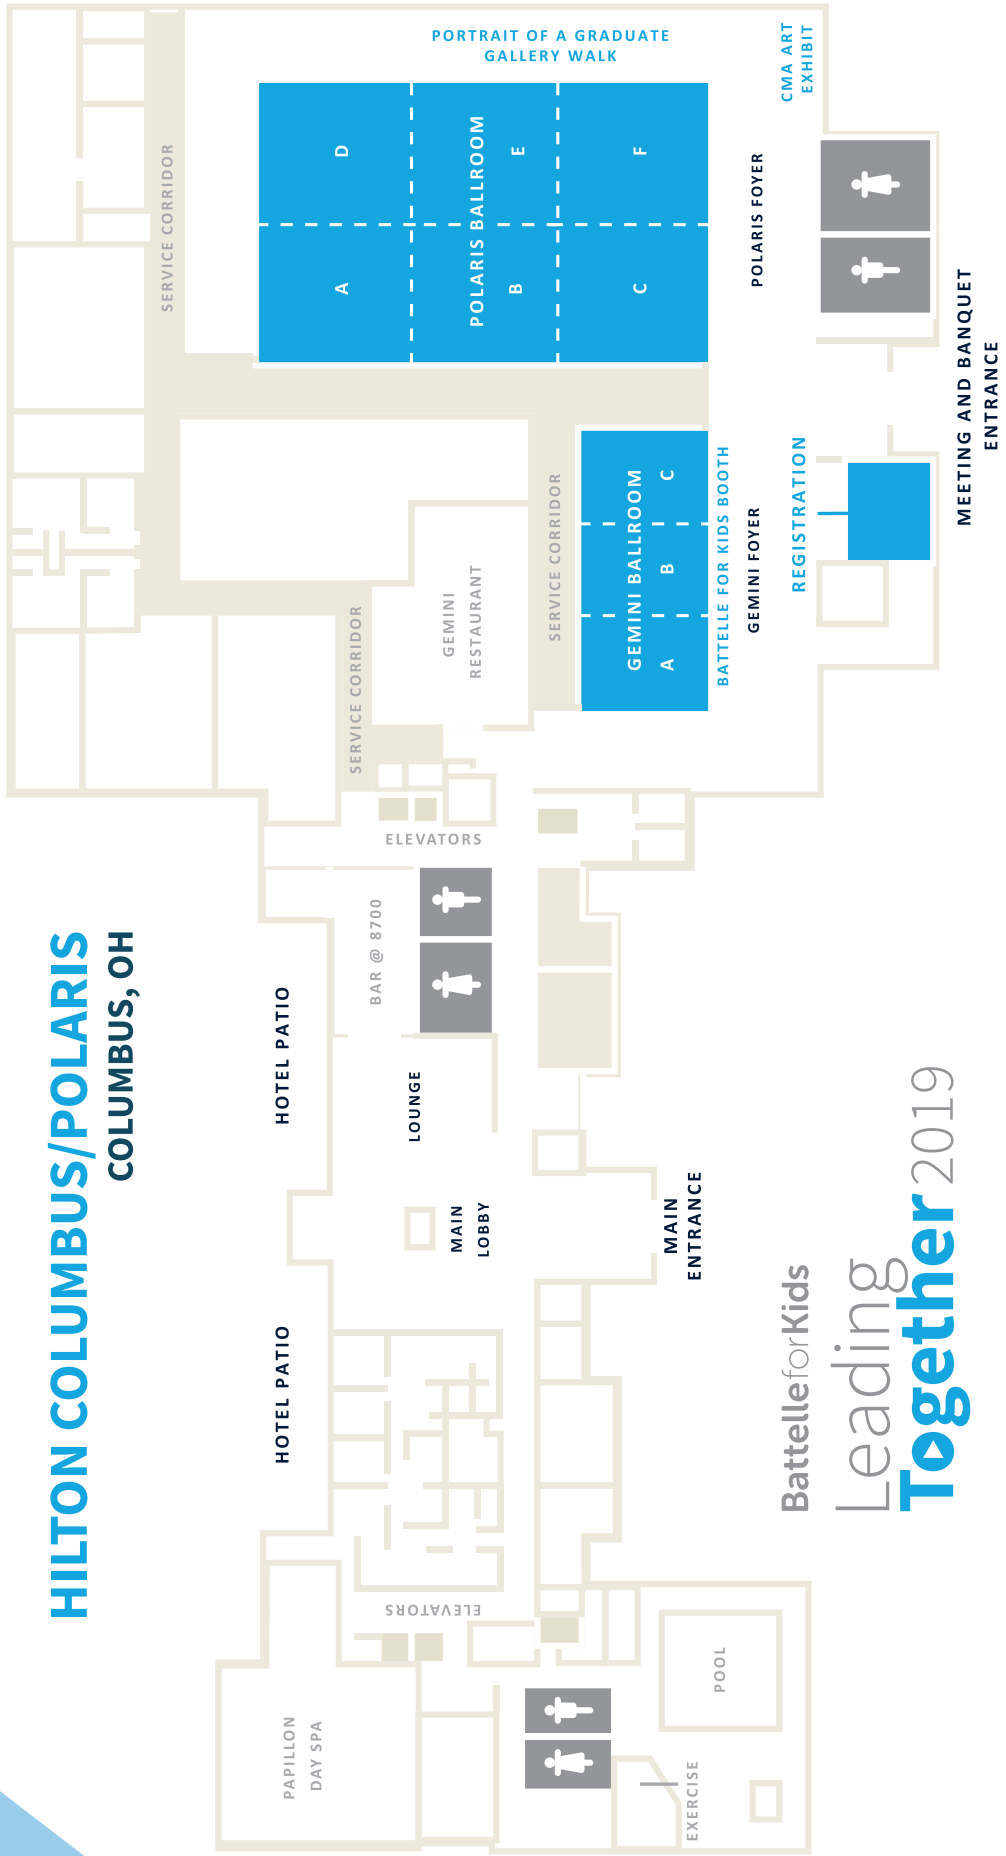 HILTON COLUMBUS/POLARIS
COLUMBUS, OH
PORTRAIT OF A GRADUATE
GALLERY WALK
CMA ART
EXHIBIT
SERVICE CORRIDOR
POLARIS BALLROOM
D
E
F
A
B
C
POLARIS FOYER
MEETING AND BANQUET
ENTRANCE
REGISTRATION
GEMINI BALLROOM
A
B
C
BATTELLE FOR KIDS BOOTH
GEMINI FOYER
SERVICE CORRIDOR
GEMINI
RESTAURANT
SERVICE CORRIDOR
ELEVATORS
BAR @ 8700
HOTEL PATIO
LOUNGE
MAIN
LOBBY
MAIN
ENTRANCE
HOTEL PATIO
ELEVATORS
PAPILLON
DAY SPA
POOL
EXERCISE
BattelleforKids
Leading
Together 2019